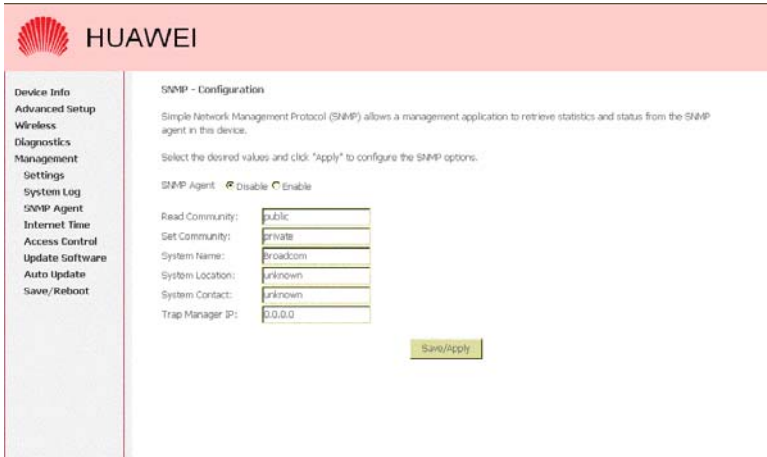 HUAWEI
Device Info
Advanced Setup
Wireless
Diagnostics
Management
Settings
System Log
SNMP Agent
Internet Time
Access Control
Update Software
Auto Update
Save/Reboot
SNMP - Configuration
Simple Network Management Protocol (SNMP) allows a management application to retrieve statistics and status from the SNMP
agent in this device.
Select the desired values and click "Apply" to configure the SNMP options.
SNMP Agent Disable Enable
Read Community: public
Set Community: private
System Name: Broadcom
System Location: unknown
System Contact: unknown
Trap Manager IP: 0.0.0.0
Save/Apply